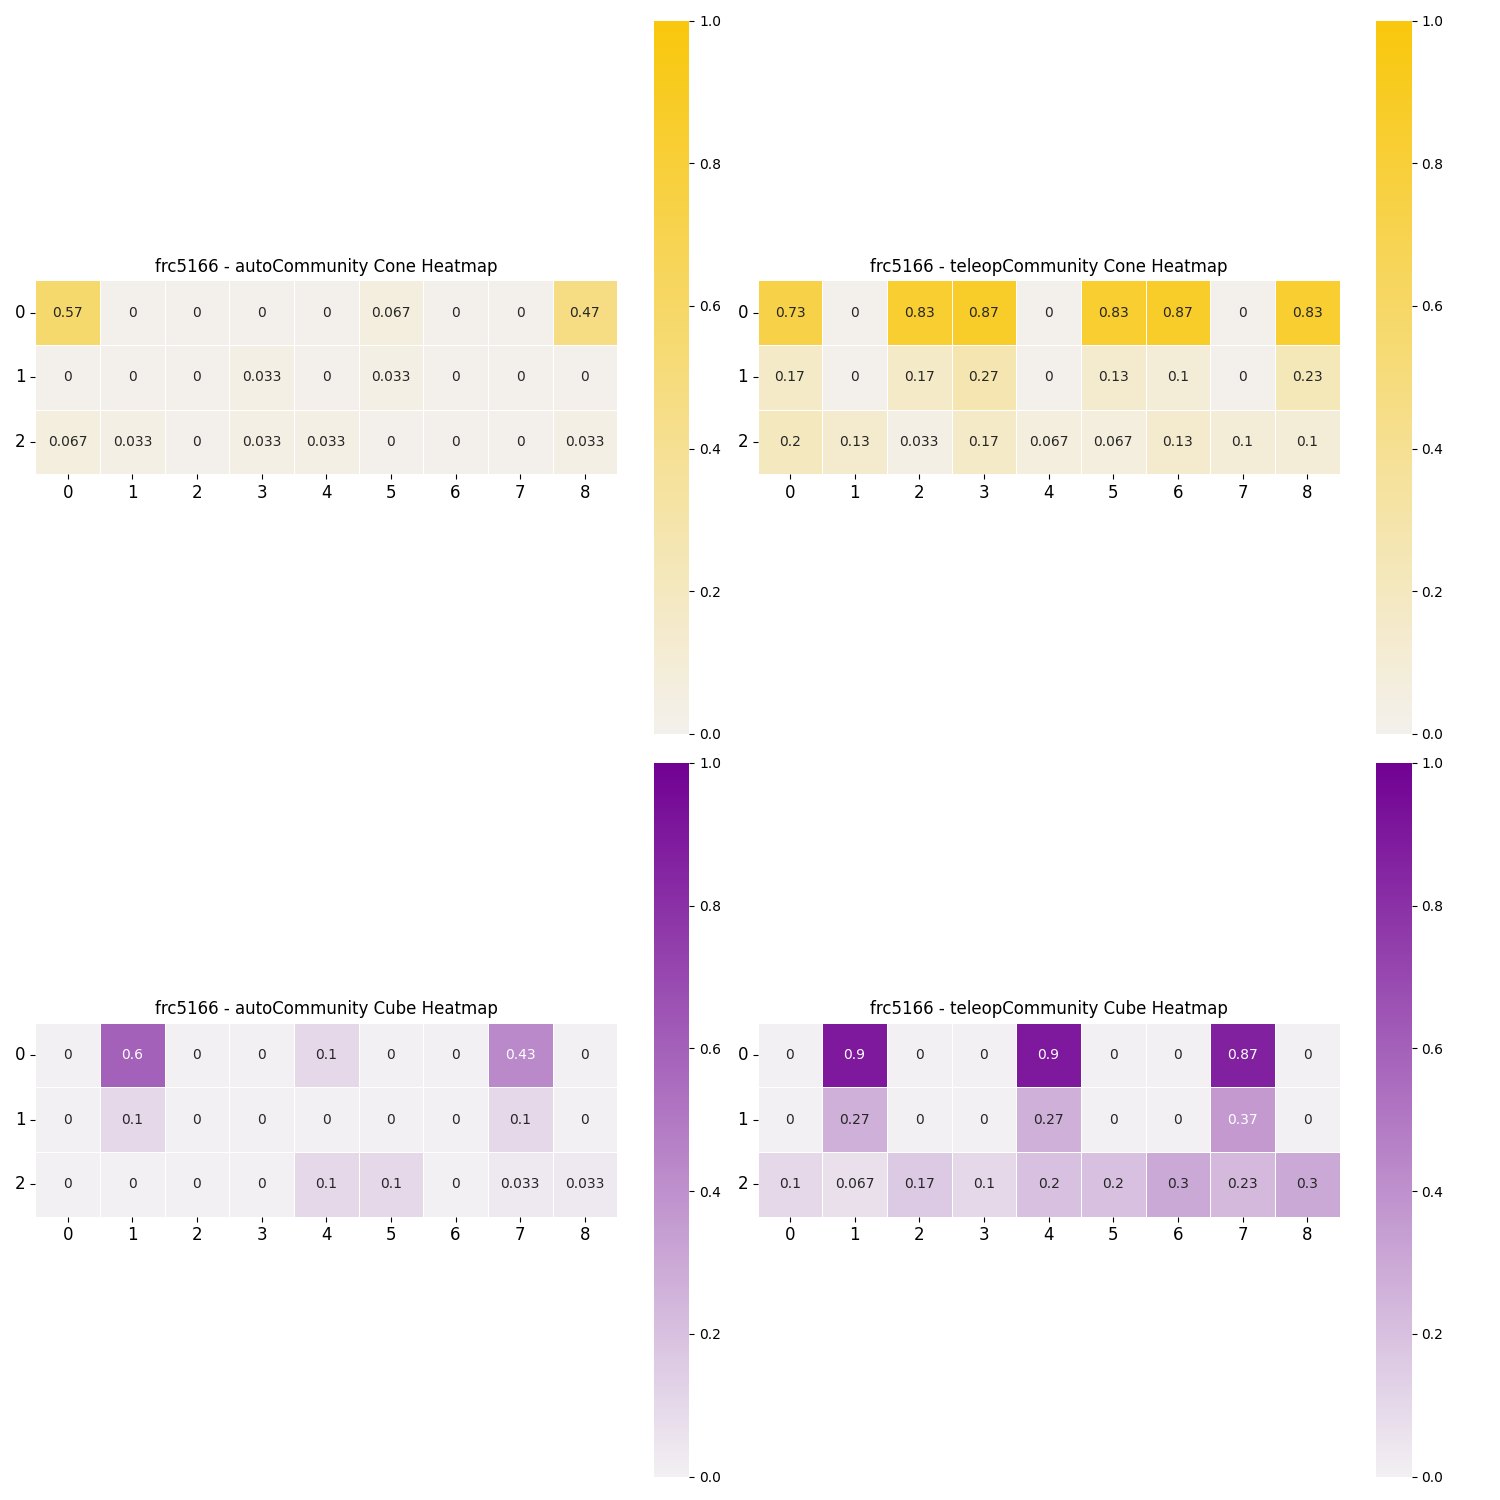 frc5166 - autoCommunity Cone Heatmap
0 0.57 0 0 0 0 0.067 0 0 0.47
1 0 0 0 0.033 0 0.033 0 0 0
2 0.067 0.033 0 0.033 0.033 0 0 0 0.033
0 1 2 3 4 5 6 7 8
1.0
0.8
0.6
0.4
0.2
0.0
frc5166 - teleopCommunity Cone Heatmap
0 0.73 0 0.83 0.87 0 0.83 0.87 0 0.83
1 0.17 0 0.17 0.27 0 0.13 0.1 0 0.23
2 0.2 0.13 0.033 0.17 0.067 0.067 0.13 0.1 0.1
0 1 2 3 4 5 6 7 8
1.0
0.8
0.6
0.4
0.2
0.0
frc5166 - autoCommunity Cube Heatmap
0 0 0.6 0 0 0.1 0 0 0.43 0
1 0 0.1 0 0 0 0 0 0.1 0
2 0 0 0 0 0.1 0.1 0 0.033 0.033
0 1 2 3 4 5 6 7 8
1.0
0.8
0.6
0.4
0.2
0.0
frc5166 - teleopCommunity Cube Heatmap
0 0 0.9 0 0 0.9 0 0 0.87 0
1 0 0.27 0 0 0.27 0 0 0.37 0
2 0.1 0.067 0.17 0.1 0.2 0.2 0.3 0.23 0.3
0 1 2 3 4 5 6 7 8
1.0
0.8
0.6
0.4
0.2
0.0